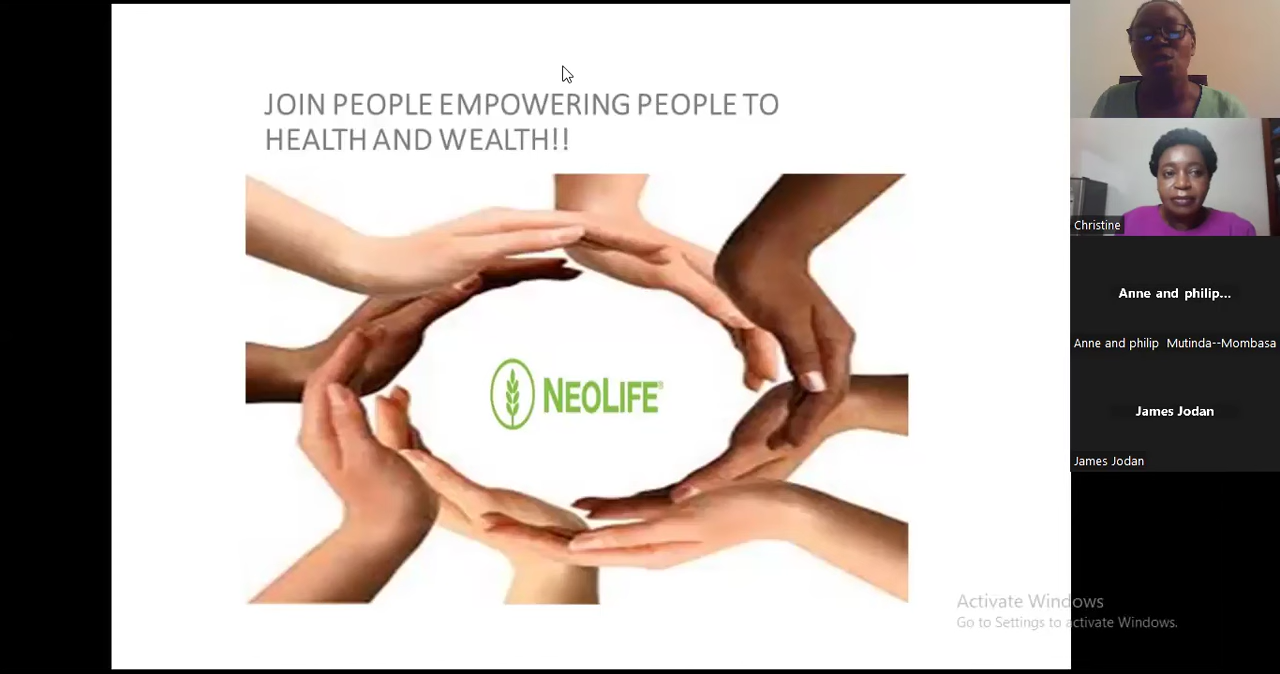 JOIN PEOPLE EMPOWERING PEOPLE TO
HEALTH AND WEALTH!!
NEOLIFE®
Christine
Anne and philip...
Anne and philip Mutinda--Mombasa
James Jodan
James Jodan
Activate Windows
Go to Settings to activate Windows.